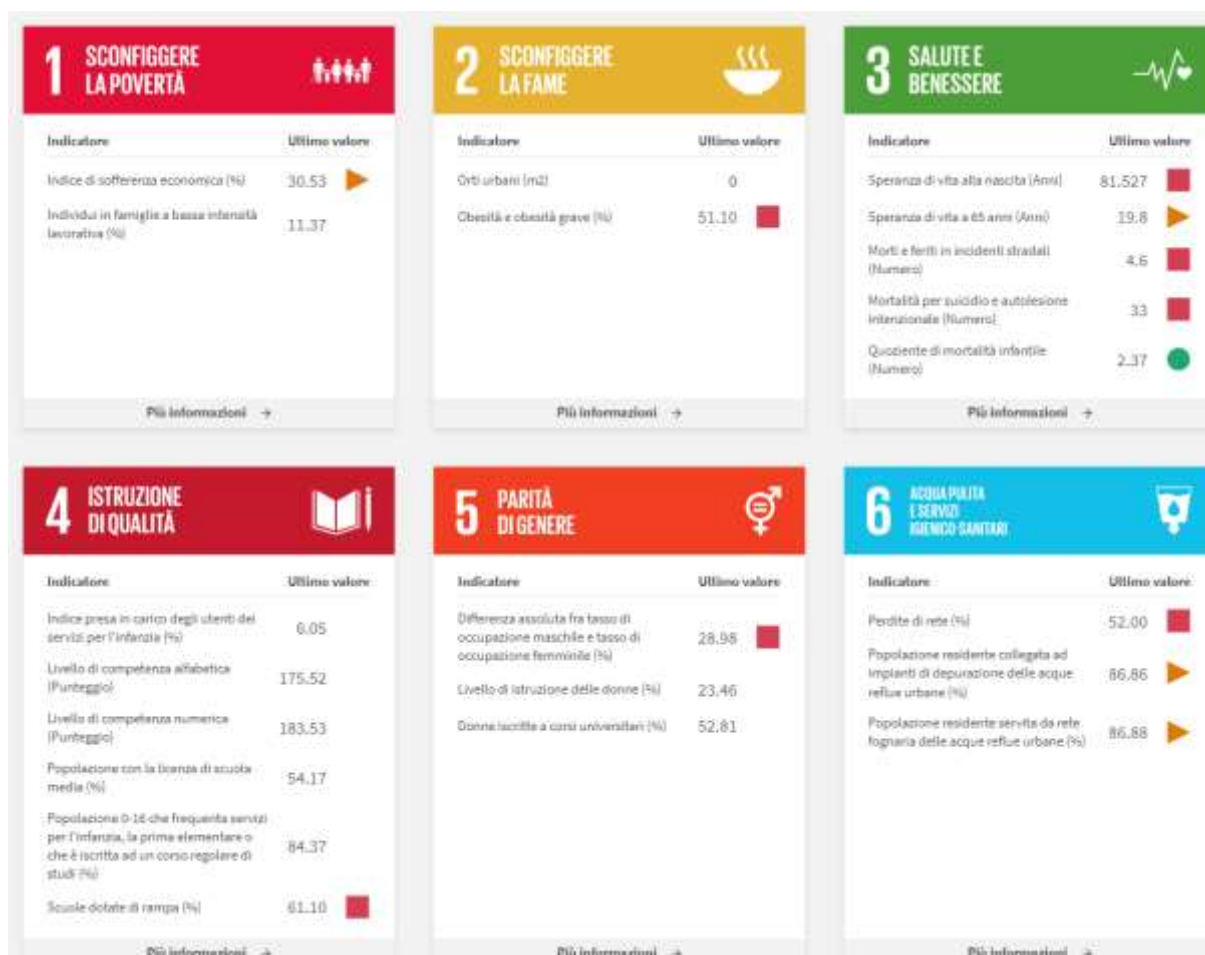 1 SCONFIGGERE
LA POVERTÀ
Indicatore Ultimo valore
Indice di sofferenza economica (%) 30.53
Individui in famiglie a bassa intensità
lavorativa (%) 11.37
Più informazioni →
2 SCONFIGGERE
LA FAME
Indicatore Ultimo valore
Orti urbani (m2) 0
Obesità e obesità grave (%) 51.10
Più informazioni →
3 SALUTE E
BENESSERE
Indicatore Ultimo valore
Speranza di vita alla nascita (Anni) 81.527
Speranza di vita a 65 anni (Anni) 19.8
Morti e feriti in incidenti stradali
(Numero) 4.6
Mortalità per suicidio e autolesione
intenzionale (Numero) 33
Quoziente di mortalità infantile
(Numero) 2.37
Più informazioni →
4 ISTRUZIONE
DI QUALITÀ
Indicatore Ultimo valore
Indice presa in carico degli utenti dei
servizi per l'infanzia (%) 6.05
Livello di competenza alfabetica
(Punteggio) 175.52
Livello di competenza numerica
(Punteggio) 183.53
Popolazione con la licenza di scuola
media (%) 54.17
Popolazione 0-16 che frequenta servizi
per l'infanzia, la prima elementare o
che è iscritta ad un corso regolare di
studi (%) 84.37
Scuole dotate di rampa (%) 61.10
Più informazioni →
5 PARITÀ
DI GENERE
Indicatore Ultimo valore
Differenza assoluta fra tasso di
occupazione maschile e tasso di
occupazione femminile (%) 28.98
Livello di istruzione delle donne (%) 23.46
Donne iscritte a corsi universitari (%) 52.81
Più informazioni →
6 ACQUA PULITA
E SERVIZI
IGIENICO SANITARI
Indicatore Ultimo valore
Perdite di rete (%) 52.00
Popolazione residente collegata ad
impianti di depurazione delle acque
reflue urbane (%) 86.86
Popolazione residente servita da rete
fognaria delle acque reflue urbane (%) 86.88
Più informazioni →